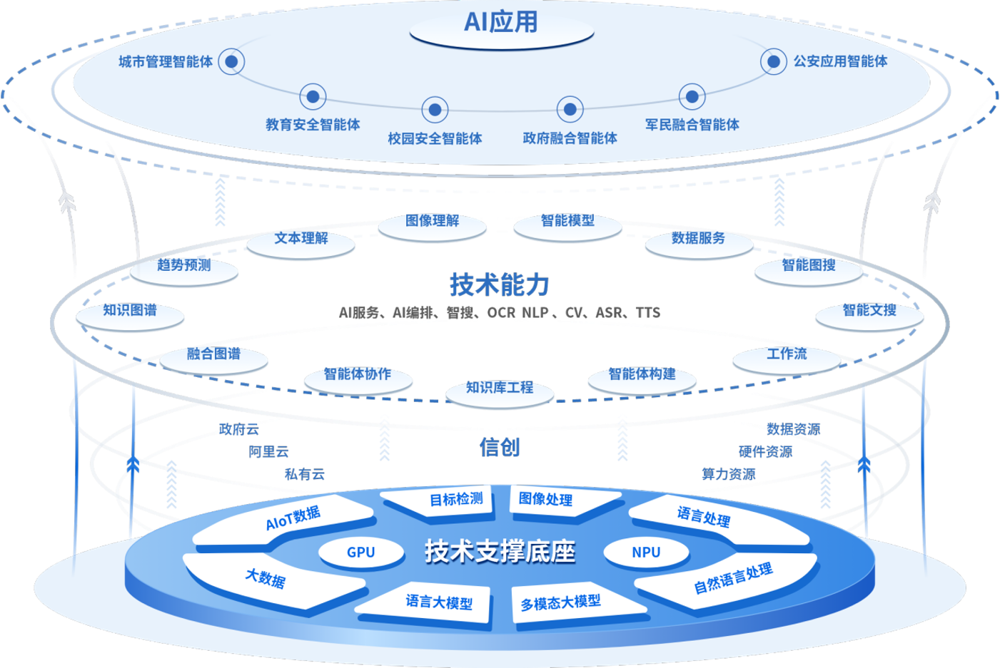 AI应用
城市管理智能体
公安应用智能体
教育安全智能体
军民融合智能体
校园安全智能体
政府融合智能体
图像理解
智能模型
文本理解
数据服务
趋势预测
智能图搜
技术能力
知识图谱
AI服务、AI编排、智搜、OCR NLP 、CV、ASR、TTS
智能文搜
融合图谱
工作流
智能体协作
智能体构建
知识库工程
政府云
数据资源
信创
阿里云
硬件资源
私有云
算力资源
目标检测
图像处理
AIoT数据
语言处理
GPU
技术支撑底座
NPU
大数据
自然语言处理
语言大模型
多模态大模型